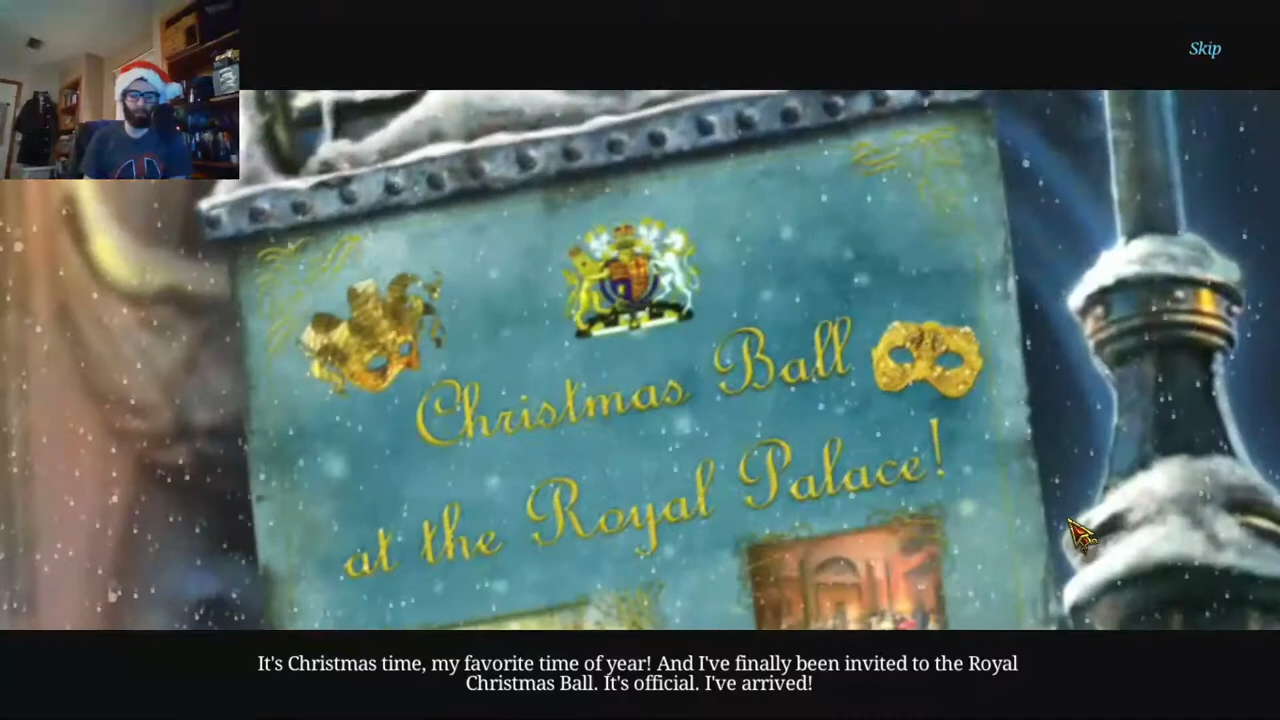 Skip
Christmas Ball
at the Royal Palace!
It's Christmas time, my favorite time of year! And I've finally been invited to the Royal
Christmas Ball. It's official. I've arrived!